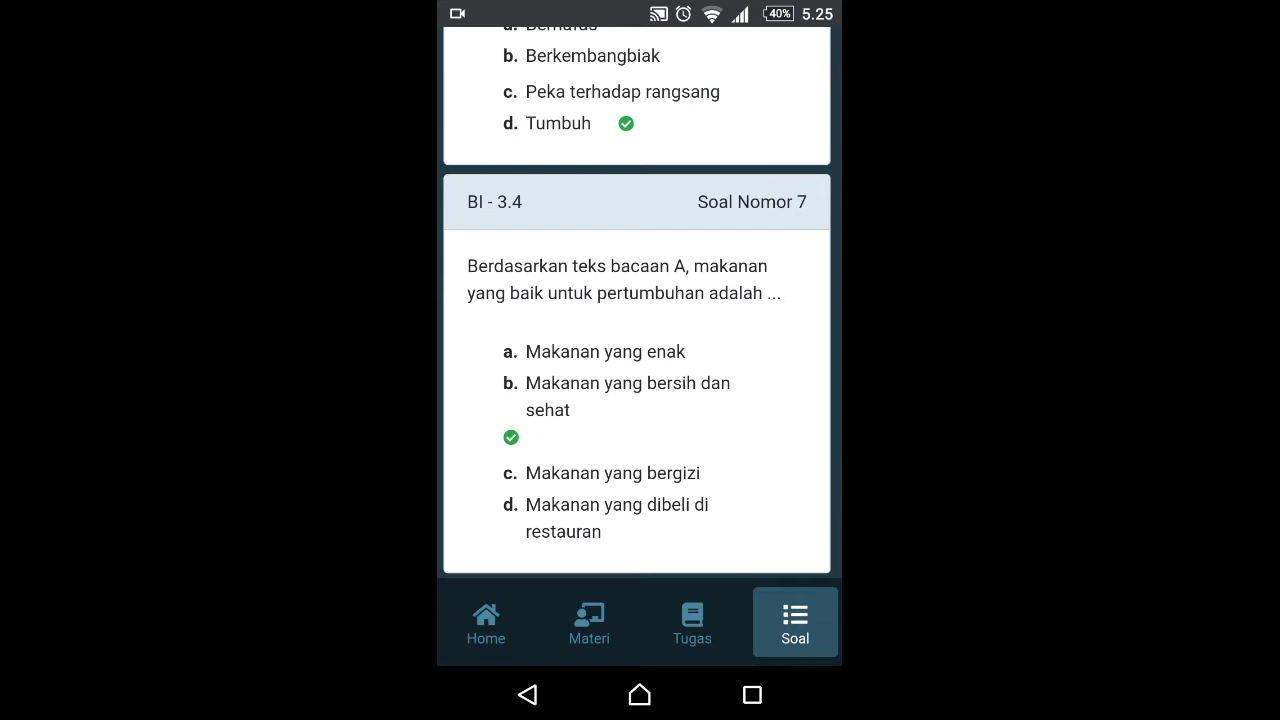 40% 5.25
a. Bernafas
b. Berkembangbiak
c. Peka terhadap rangsang
d. Tumbuh
BI - 3.4 Soal Nomor 7
Berdasarkan teks bacaan A, makanan
yang baik untuk pertumbuhan adalah ...
a. Makanan yang enak
b. Makanan yang bersih dan
sehat
c. Makanan yang bergizi
d. Makanan yang dibeli di
restauran
Home Materi Tugas Soal